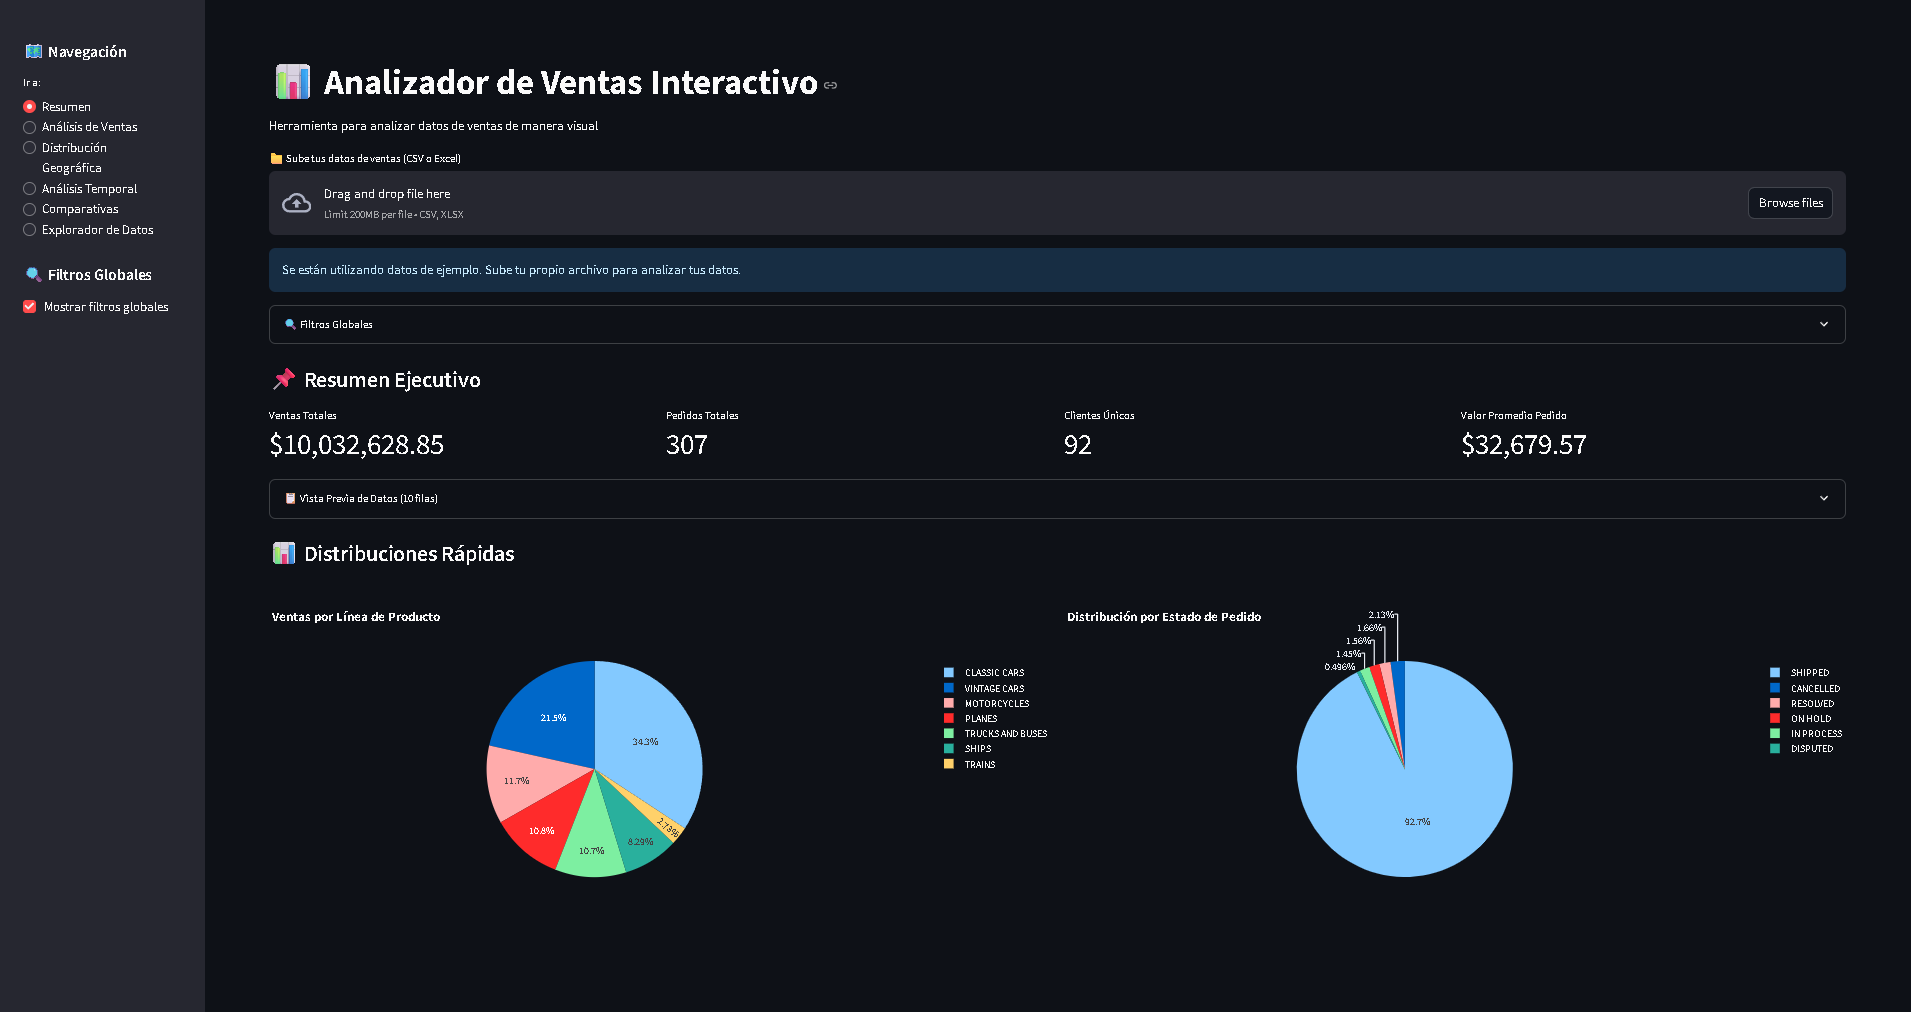 Navegación
Ir a:
Resumen
Análisis de Ventas
Distribución
Geográfica
Análisis Temporal
Comparativas
Explorador de Datos
Filtros Globales
Mostrar filtros globales
Analizador de Ventas Interactivo
Herramienta para analizar datos de ventas de manera visual
Sube tus datos de ventas (CSV o Excel)
Drag and drop file here
Limit 200MB per file • CSV, XLSX
Browse files
Se están utilizando datos de ejemplo. Sube tu propio archivo para analizar tus datos.
Filtros Globales
Resumen Ejecutivo
Ventas Totales
$10,032,628.85
Pedidos Totales
307
Clientes Únicos
92
Valor Promedio Pedido
$32,679.57
Vista Previa de Datos (10 filas)
Distribuciones Rápidas
Ventas por Línea de Producto
21.5%
34.3%
11.7%
10.8%
10.7%
8.29%
2.73%
CLASSIC CARS
VINTAGE CARS
MOTORCYCLES
PLANES
TRUCKS AND BUSES
SHIPS
TRAINS
Distribución por Estado de Pedido
2.13%
1.66%
1.56%
1.45%
0.496%
92.7%
SHIPPED
CANCELLED
RESOLVED
ON HOLD
IN PROCESS
DISPUTED